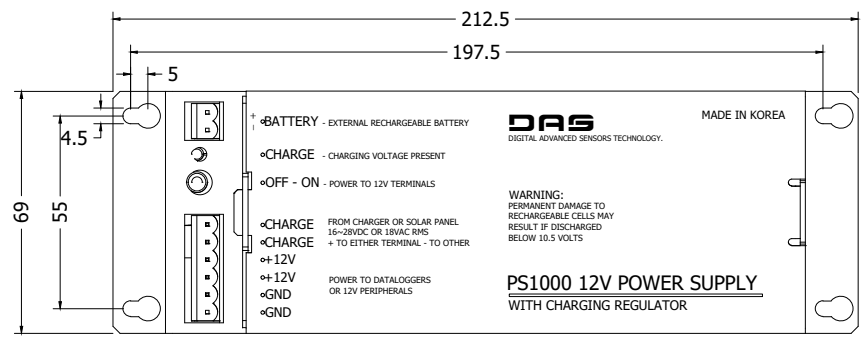 212.5
197.5
5
4.5
69
55
+
-
BATTERY - EXTERNAL RECHARGEABLE BATTERY
CHARGE - CHARGING VOLTAGE PRESENT
OFF - ON - POWER TO 12V TERMINALS
CHARGE
CHARGE
FROM CHARGER OR SOLAR PANEL
16~28VDC OR 18VAC RMS
+ TO EITHER TERMINAL - TO OTHER
+12V
+12V
GND
GND
POWER TO DATALOGGERS
OR 12V PERIPHERALS
DAS
DIGITAL ADVANCED SENSORS TECHNOLOGY.
MADE IN KOREA
WARNING:
PERMANENT DAMAGE TO
RECHARGEABLE CELLS MAY
RESULT IF DISCHARGED
BELOW 10.5 VOLTS
PS1000 12V POWER SUPPLY
WITH CHARGING REGULATOR